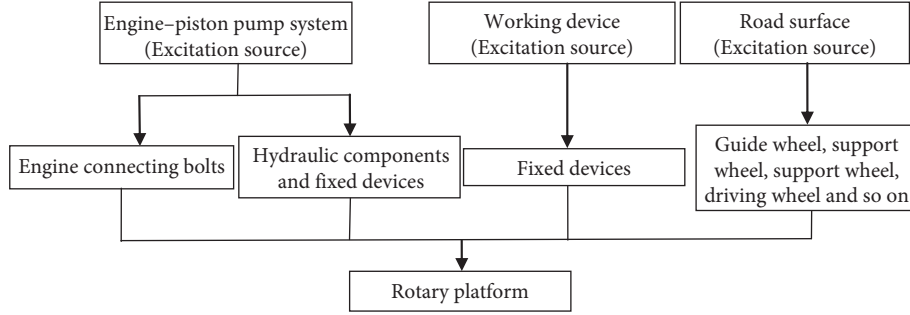 Engine–piston pump system
(Excitation source)
Working device
(Excitation source)
Road surface
(Excitation source)
Engine connecting bolts
Hydraulic components
and fixed devices
Fixed devices
Guide wheel, support
wheel, support wheel,
driving wheel and so on
Rotary platform